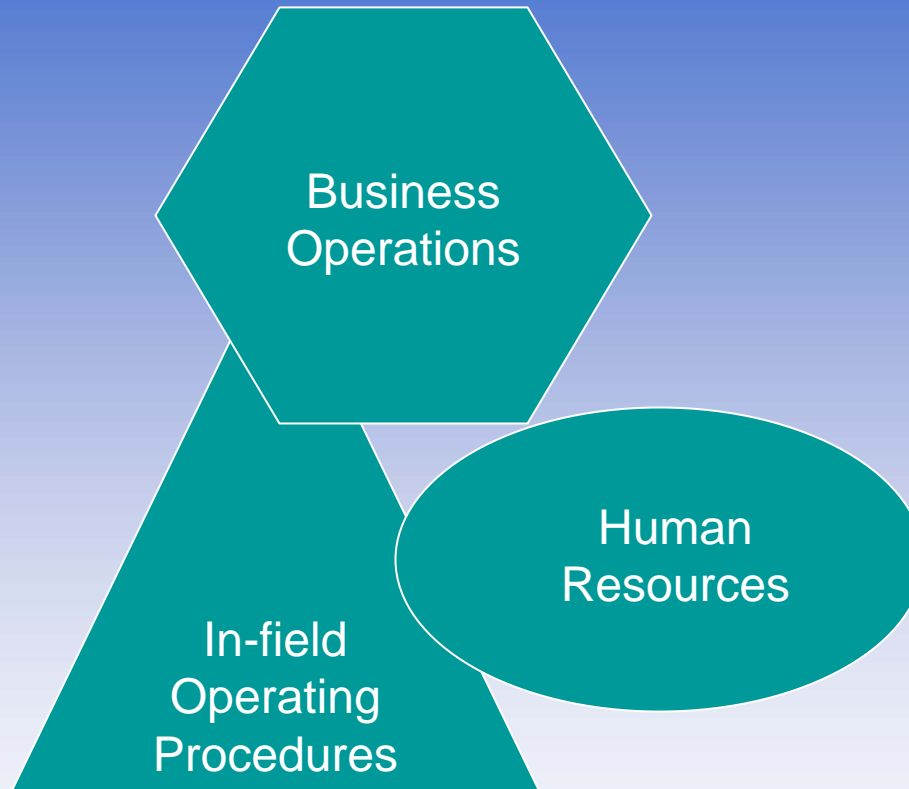 Business
Operations
Human
Resources
In-field
Operating
Procedures